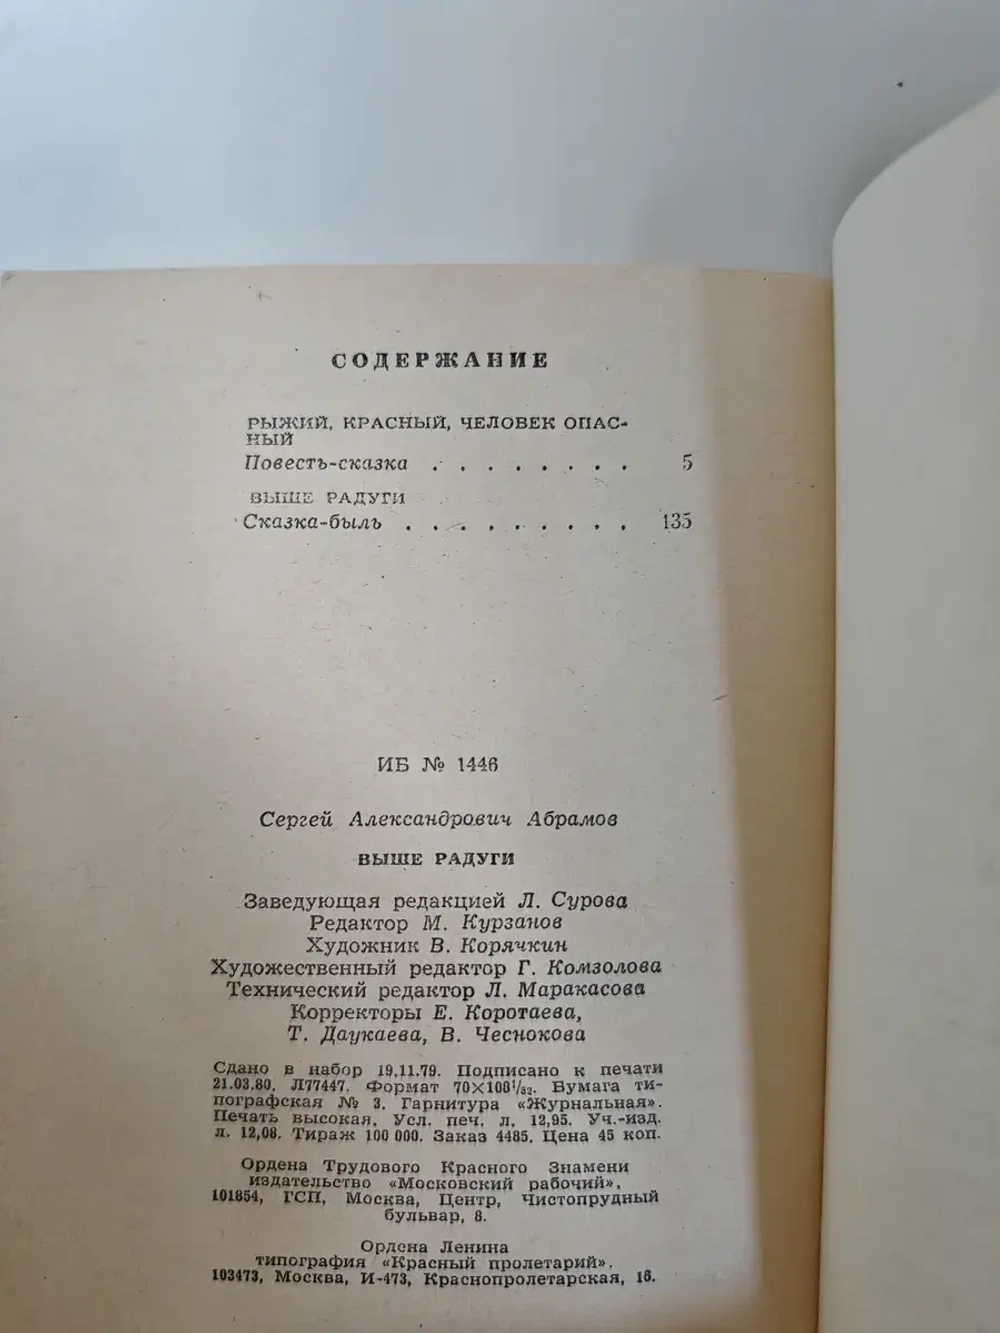 СОДЕРЖАНИЕ
РЫЖИЙ, КРАСНЫЙ, ЧЕЛОВЕК ОПАС-
НЫЙ
Повесть-сказка . . . . . . . . 5
ВЫШЕ РАДУГИ
Сказка-быль . . . . . . . . . 135
ИБ № 1446
Сергей Александрович Абрамов
ВЫШЕ РАДУГИ
Заведующая редакцией Л. Сурова
Редактор М. Курзанов
Художник В. Корячкин
Художественный редактор Г. Комзолова
Технический редактор Л. Маракасова
Корректоры Е. Коротаева,
Т. Даукаева, В. Чеснокова
Сдано в набор 19.11.79. Подписано к печати
21.03.80. Л77447. Формат 70×108¹/₃₂. Бумага ти-
пографская № 3. Гарнитура «Журнальная».
Печать высокая. Усл. печ. л. 12,95. Уч.-изд.
л. 12,08. Тираж 100 000. Заказ 4485. Цена 45 коп.
Ордена Трудового Красного Знамени
издательство «Московский рабочий»,
101854, ГСП, Москва, Центр, Чистопрудный
бульвар, 8.
Ордена Ленина
типография «Красный пролетарий».
103473, Москва, И-473, Краснопролетарская, 16.